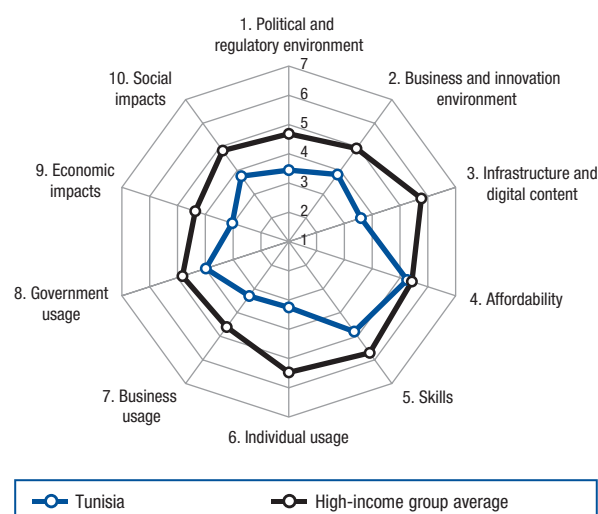 1. Political and
regulatory environment
2. Business and innovation
environment
3. Infrastructure and
digital content
4. Affordability
5. Skills
6. Individual usage
7. Business
usage
8. Government
usage
9. Economic
impacts
10. Social
impacts
7
6
5
4
3
2
1
Tunisia
High-income group average